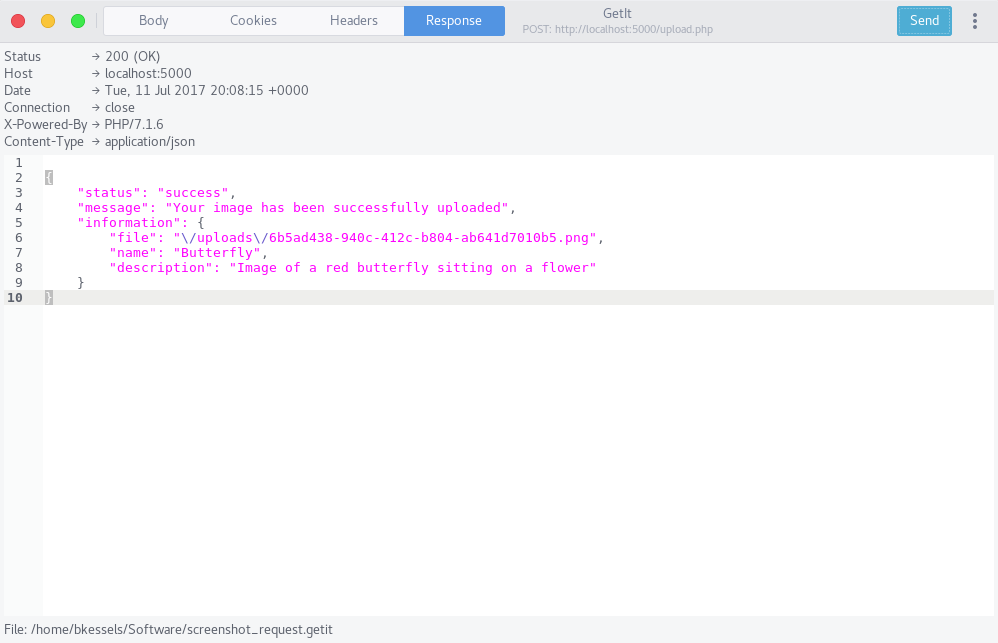 Body Cookies Headers Response GetIt Send
POST: http://localhost:5000/upload.php
Status → 200 (OK)
Host → localhost:5000
Date → Tue, 11 Jul 2017 20:08:15 +0000
Connection → close
X-Powered-By → PHP/7.1.6
Content-Type → application/json
1
2 {
3     "status": "success",
4     "message": "Your image has been successfully uploaded",
5     "information": {
6         "file": "\/uploads\/6b5ad438-940c-412c-b804-ab641d7010b5.png",
7         "name": "Butterfly",
8         "description": "Image of a red butterfly sitting on a flower"
9     }
10 }
File: /home/bkessels/Software/screenshot_request.getit